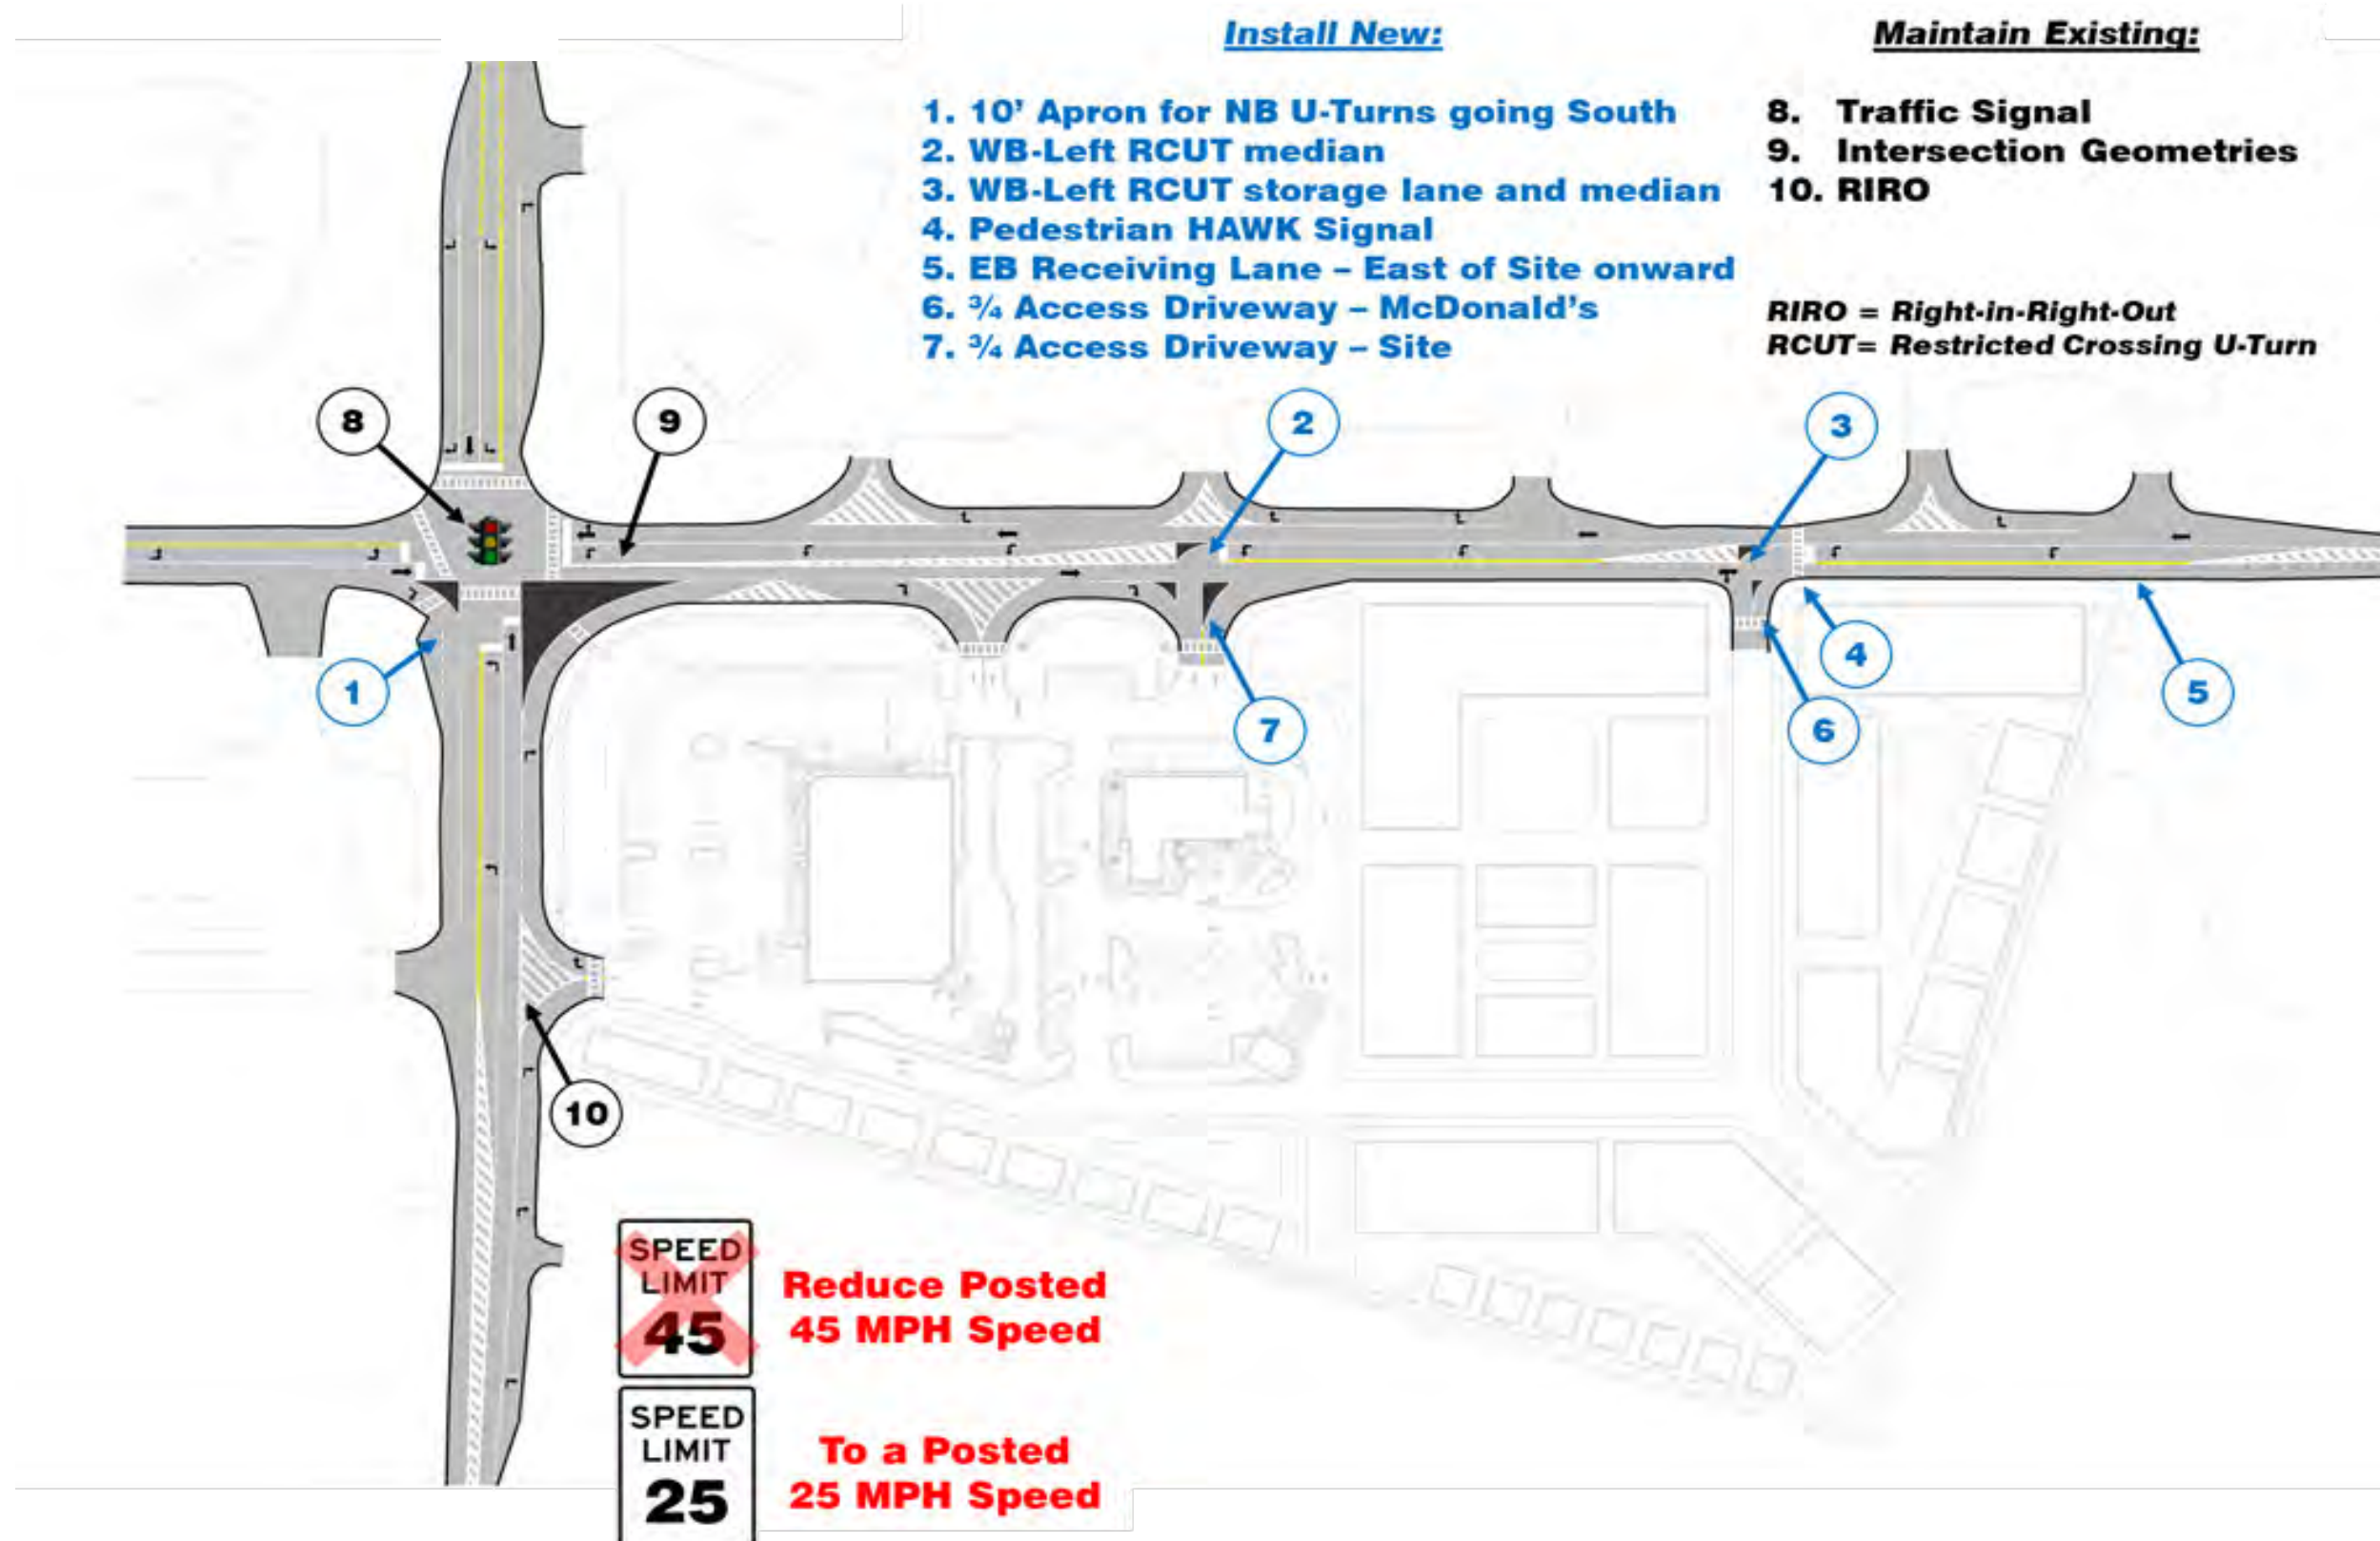 Install New:
1. 10' Apron for NB U-Turns going South
2. WB-Left RCUT median
3. WB-Left RCUT storage lane and median
4. Pedestrian HAWK Signal
5. EB Receiving Lane – East of Site onward
6. ¾ Access Driveway – McDonald's
7. ¾ Access Driveway – Site
Maintain Existing:
8. Traffic Signal
9. Intersection Geometries
10. RIRO
RIRO = Right-in-Right-Out
RCUT= Restricted Crossing U-Turn
8
9
2
3
1
7
4
6
5
10
SPEED
LIMIT
45
Reduce Posted
45 MPH Speed
SPEED
LIMIT
25
To a Posted
25 MPH Speed